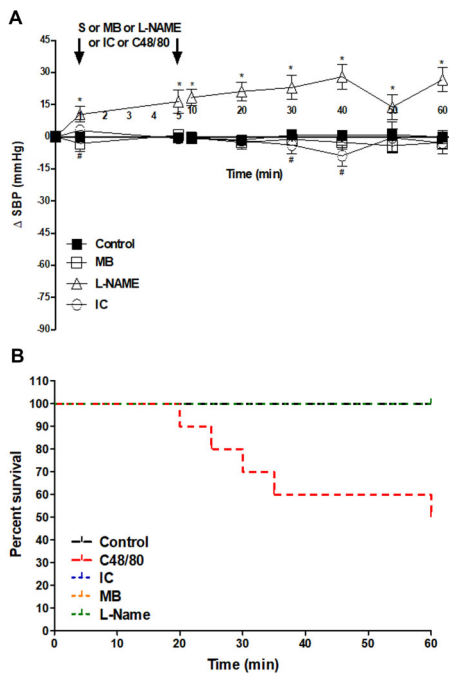 A
S or MB or L-NAME
or IC or C48/80
Δ SBP (mmHg)
45
30
15
0
-15
-30
-45
-60
-75
-90
* * * * * * * *
2 3 4 5 10 20 30 40 50 60
# # #
Time (min)
Control
MB
L-NAME
IC
B
Percent survival
110
100
90
80
70
60
50
40
30
20
10
0
Control
C48/80
IC
MB
L-Name
0 10 20 30 40 50 60
Time (min)